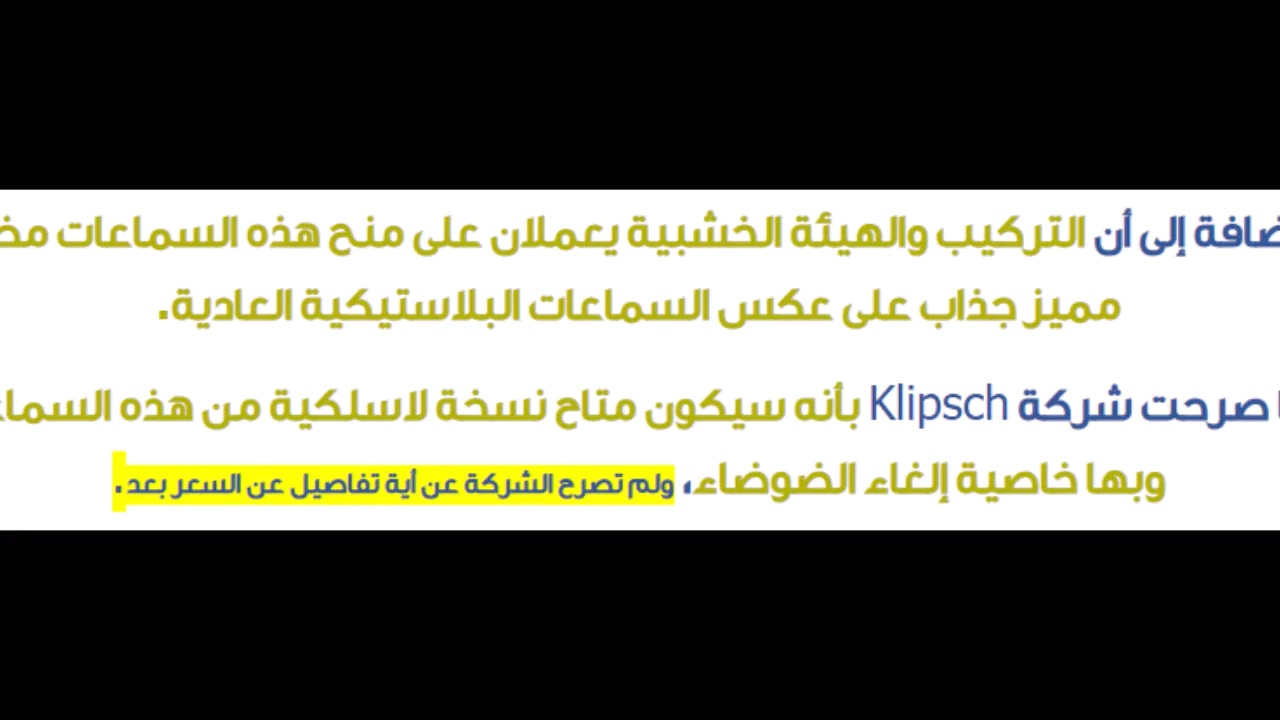 ضافة إلى أن التركيب والهيئة الخشبية يعملان على منح هذه السماعات مظ
مميز جذاب على عكس السماعات البلاستيكية العادية.
صرحت شركة Klipsch بأنه سيكون متاح نسخة لاسلكية من هذه السما
وبها خاصية إلغاء الضوضاء، ولم تصرح الشركة عن أية تفاصيل عن السعر بعد .